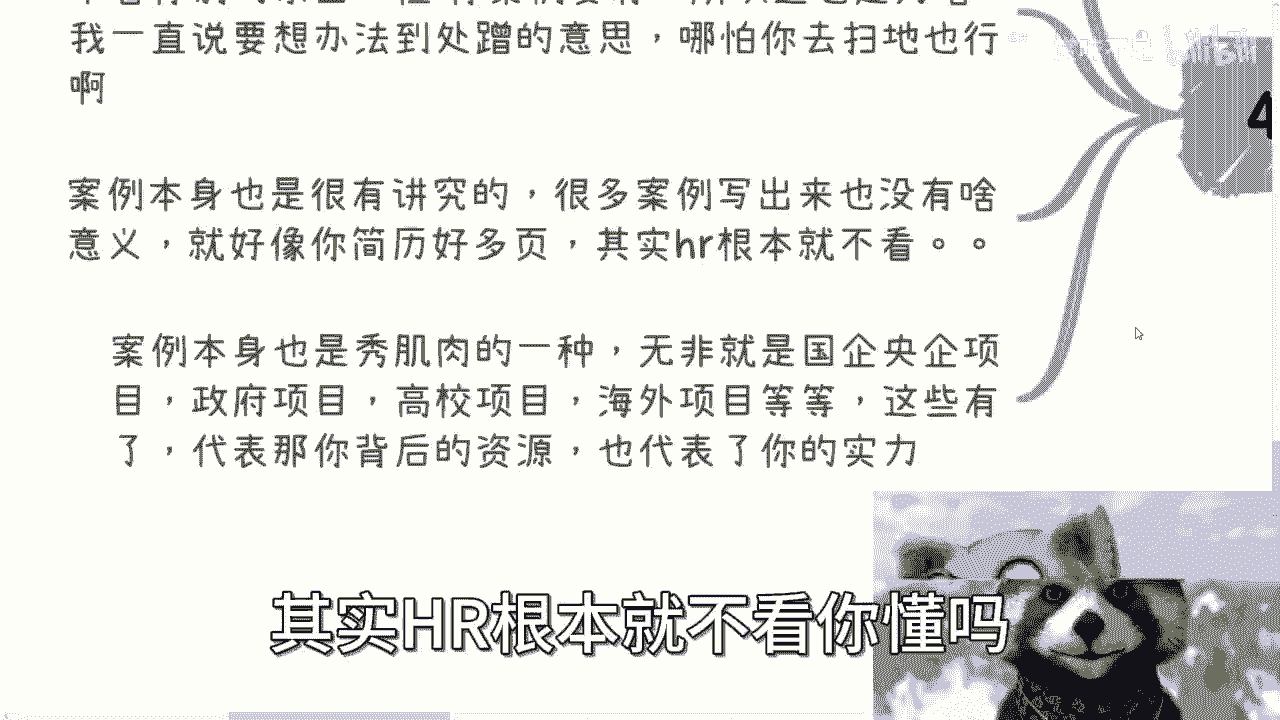 我一直说要想办法到处蹭的意思，哪怕你去扫地也行
啊
案例本身也是很有讲究的，很多案例写出来也没有啥
意义，就好像你简历好多页，其实hr根本就不看。。
案例本身也是秀肌肉的一种，无非就是国企央企项
目，政府项目，高校项目，海外项目等等，这些有
了，代表那你背后的资源，也代表了你的实力
4
其实HR根本就不看你懂吗